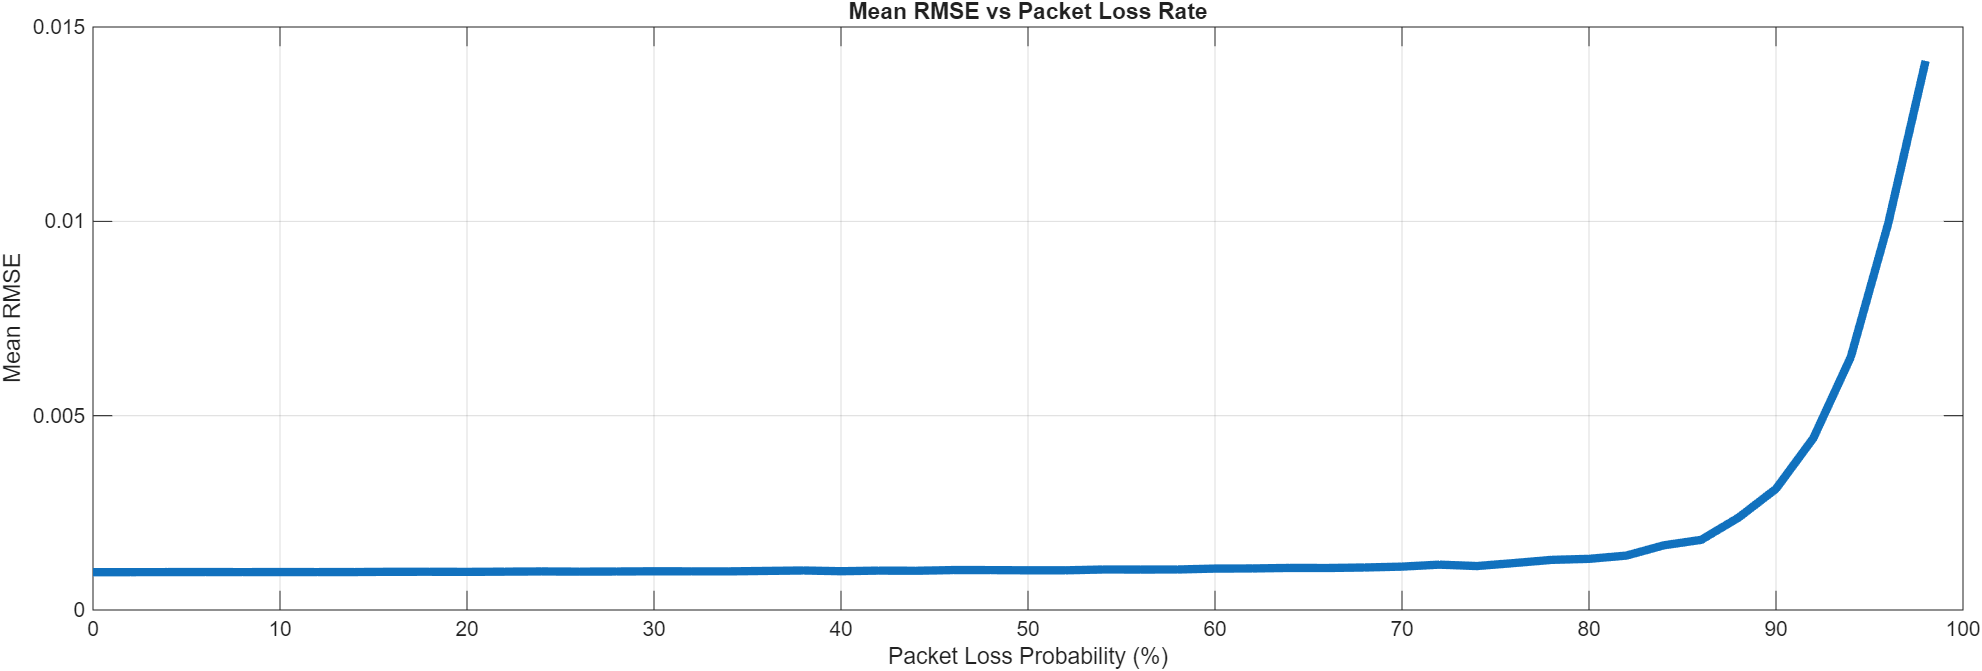 Mean RMSE vs Packet Loss Rate
0.015
0.01
0.005
0
Mean RMSE
0 10 20 30 40 50 60 70 80 90 100
Packet Loss Probability (%)